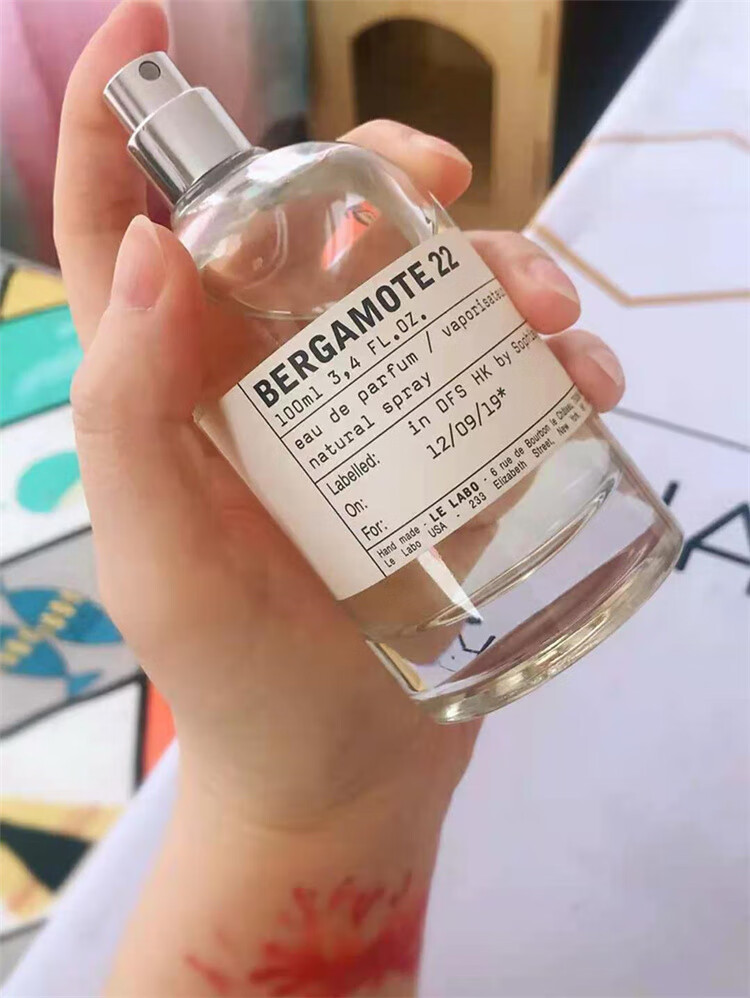 BERGAMOTE 22
100ml 3,4 FL.OZ.
eau de parfum / vaporisateur
natural spray
Labelled: in DFS HK by Sophi
On: 12/09/19*
For:
Hand made - LE LABO - 6 rue de Bourbon le Château,
Le Labo USA - 233 Elizabeth Street, New York